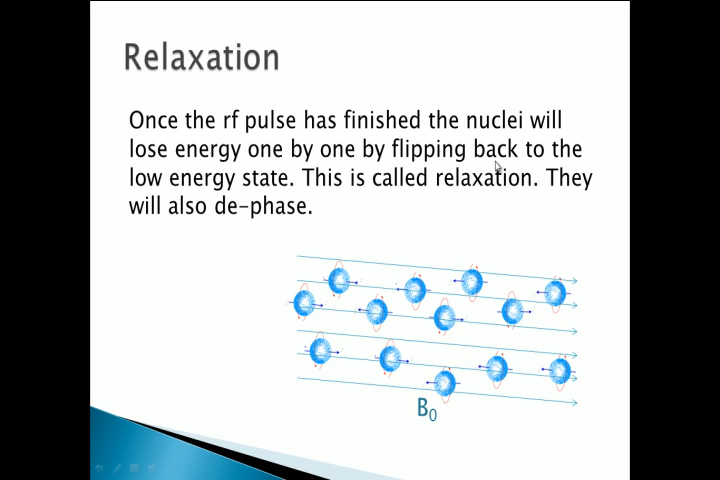 Relaxation
Once the rf pulse has finished the nuclei will
lose energy one by one by flipping back to the
low energy state. This is called relaxation. They
will also de-phase.
B₀